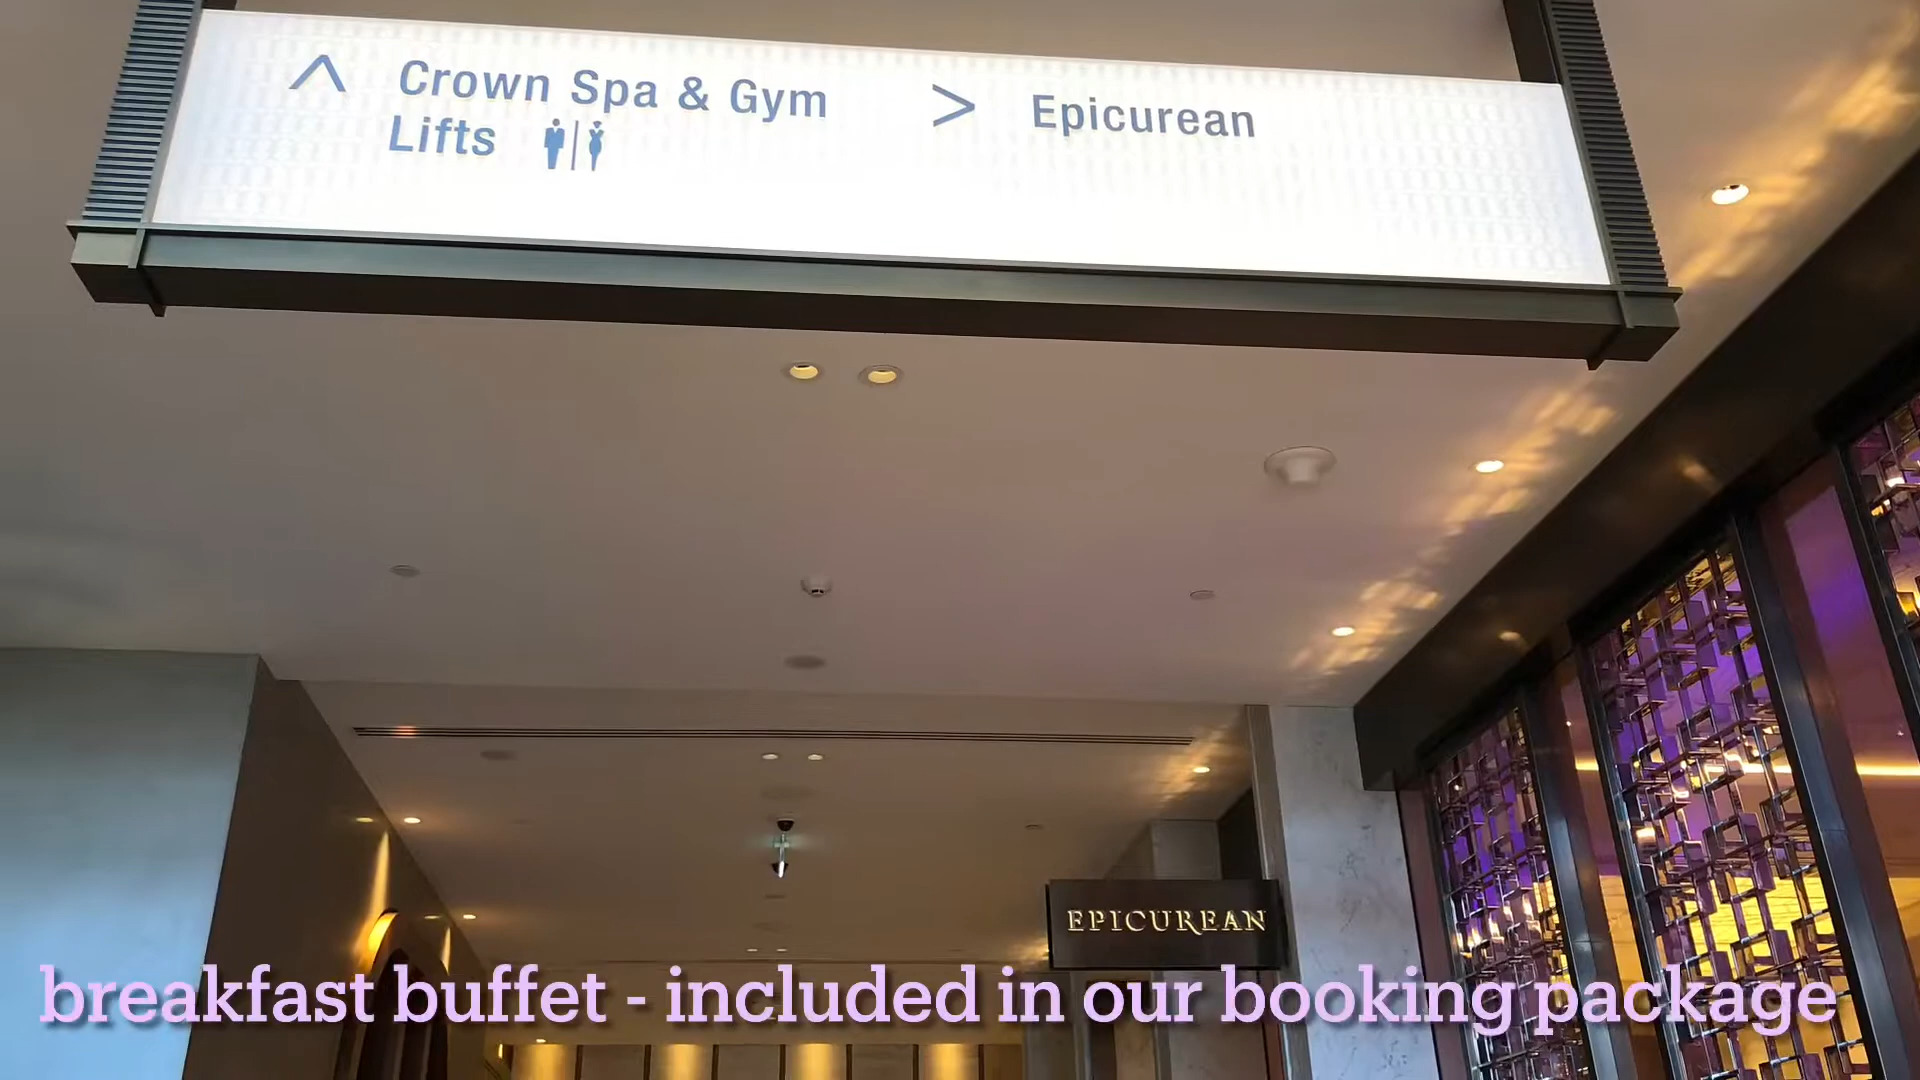 Crown Spa & Gym
Lifts
Epicurean
EPICUREAN
breakfast buffet - included in our booking package